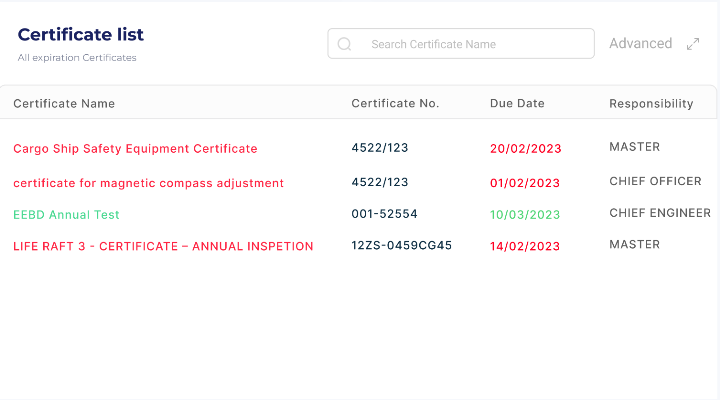 Certificate list
All expiration Certificates
Search Certificate Name
Advanced
Certificate Name Certificate No. Due Date Responsibility
Cargo Ship Safety Equipment Certificate 4522/123 20/02/2023 MASTER
certificate for magnetic compass adjustment 4522/123 01/02/2023 CHIEF OFFICER
EEBD Annual Test 001-52554 10/03/2023 CHIEF ENGINEER
LIFE RAFT 3 - CERTIFICATE – ANNUAL INSPETION 12ZS-0459CG45 14/02/2023 MASTER